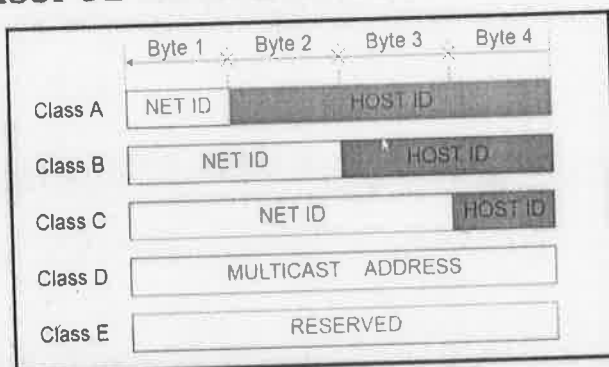 Byte 1 Byte 2 Byte 3 Byte 4
Class A NET ID HOST ID
Class B NET ID HOST ID
Class C NET ID HOST ID
Class D MULTICAST ADDRESS
Class E RESERVED